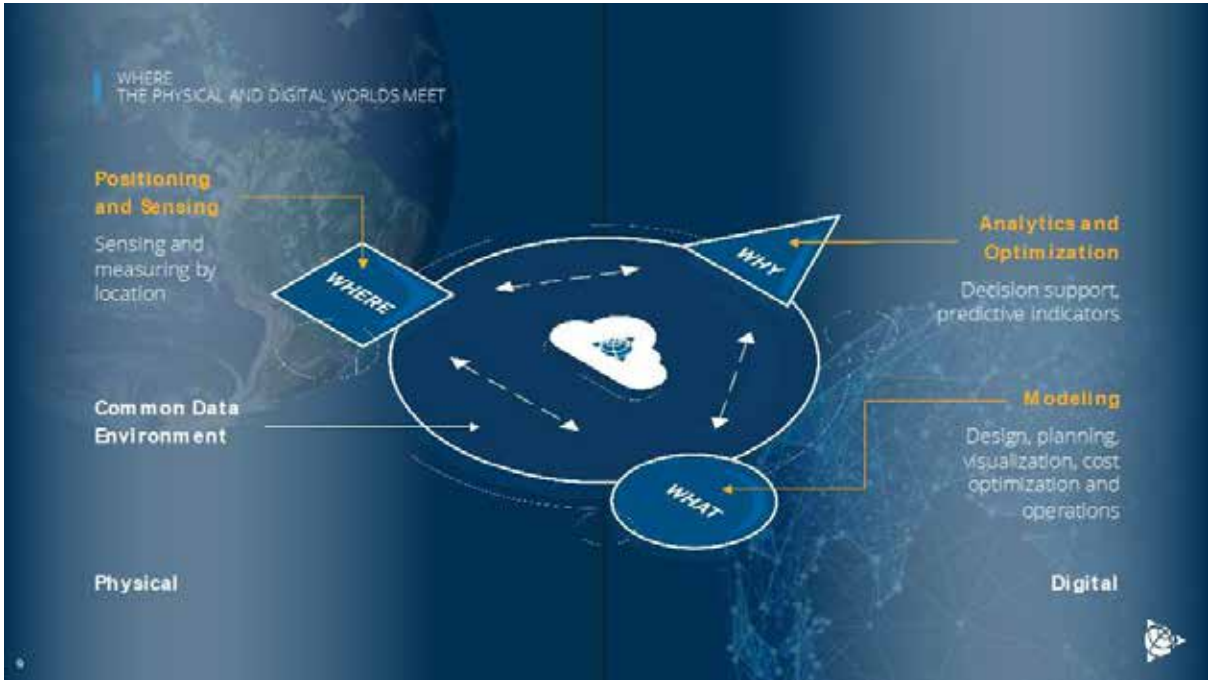 WHERE
THE PHYSICAL AND DIGITAL WORLDS MEET
Positioning
and Sensing
Sensing and
measuring by
location
WHERE
Common Data
Environment
Physical
WHY
Analytics and
Optimization
Decision support,
predictive indicators
WHAT
Modeling
Design, planning,
visualization, cost
optimization and
operations
Digital